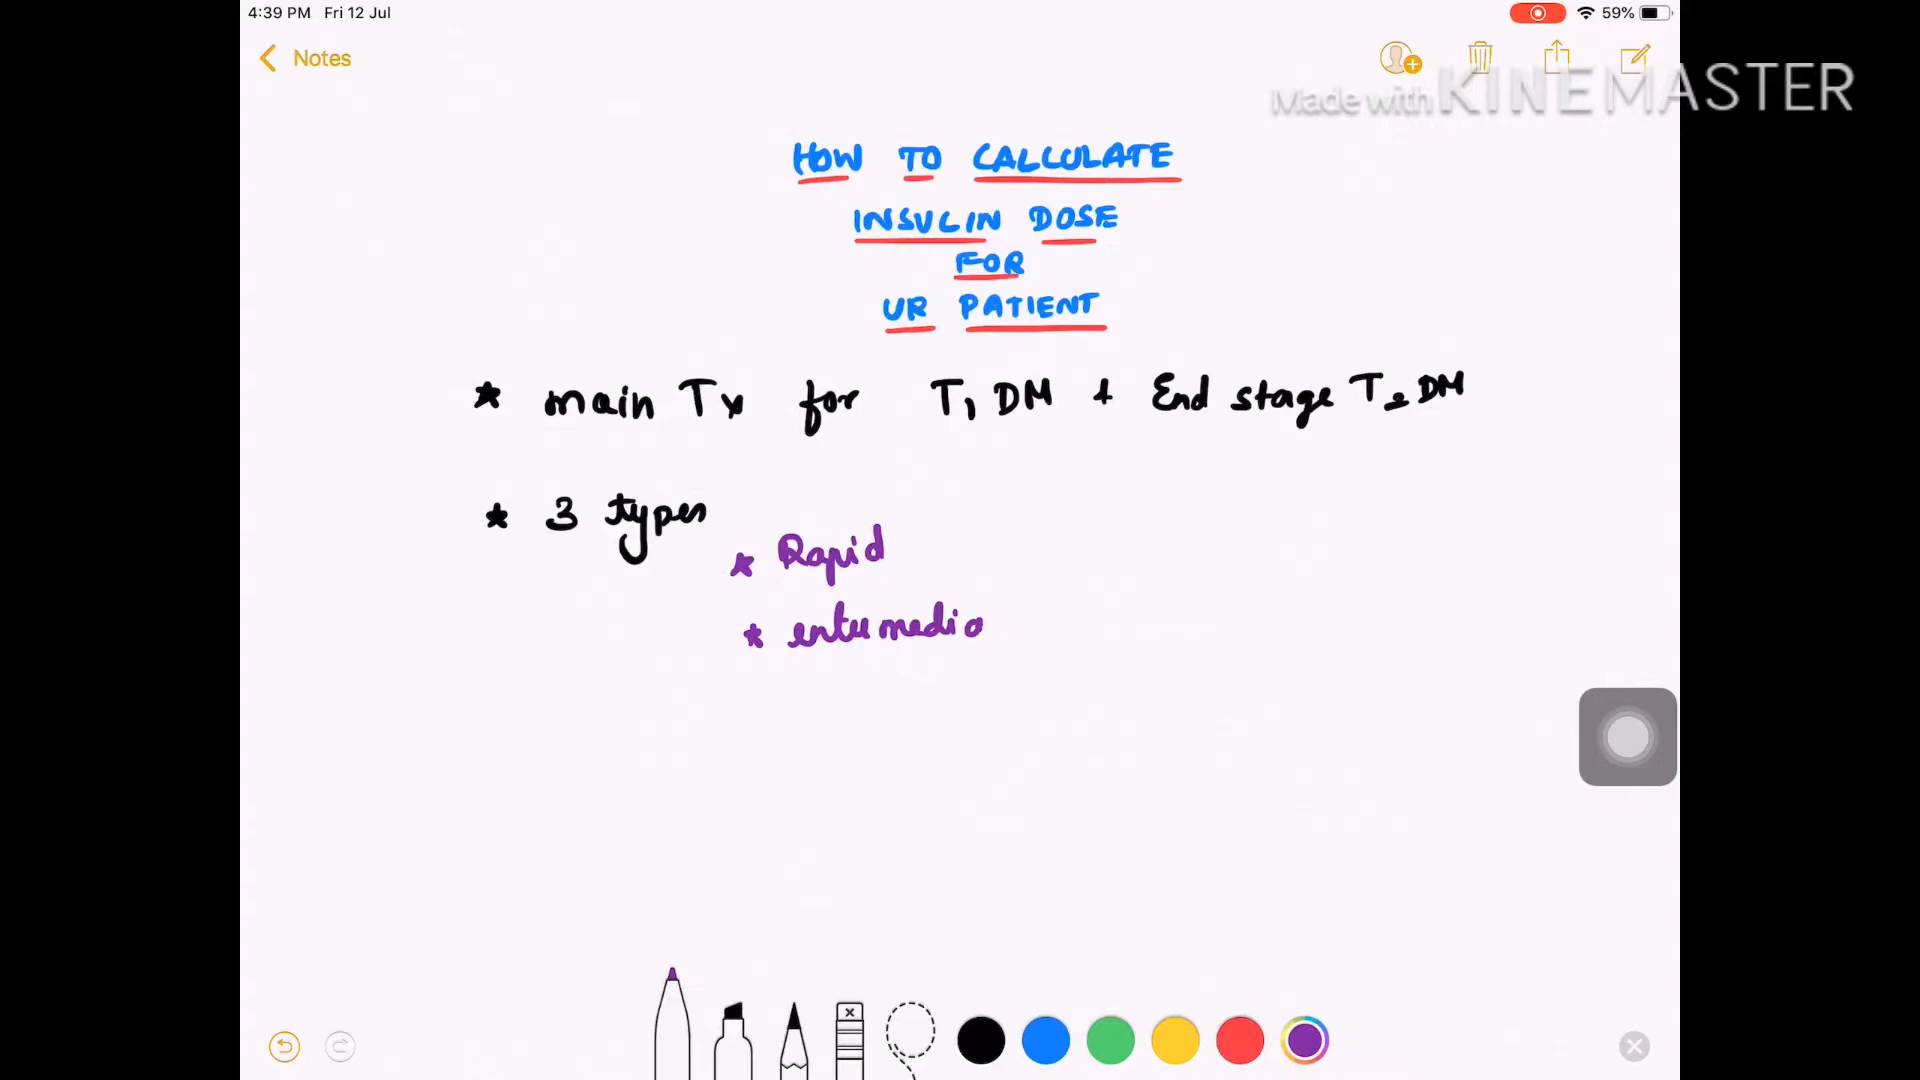 4:39 PM Fri 12 Jul
59%
Notes
Made with KINEMASTER
HOW TO CALCULATE
INSULIN DOSE
FOR
UR PATIENT
* main Tx for T1 DM + End stage T2 DM
* 3 types
* Rapid
* entermedia